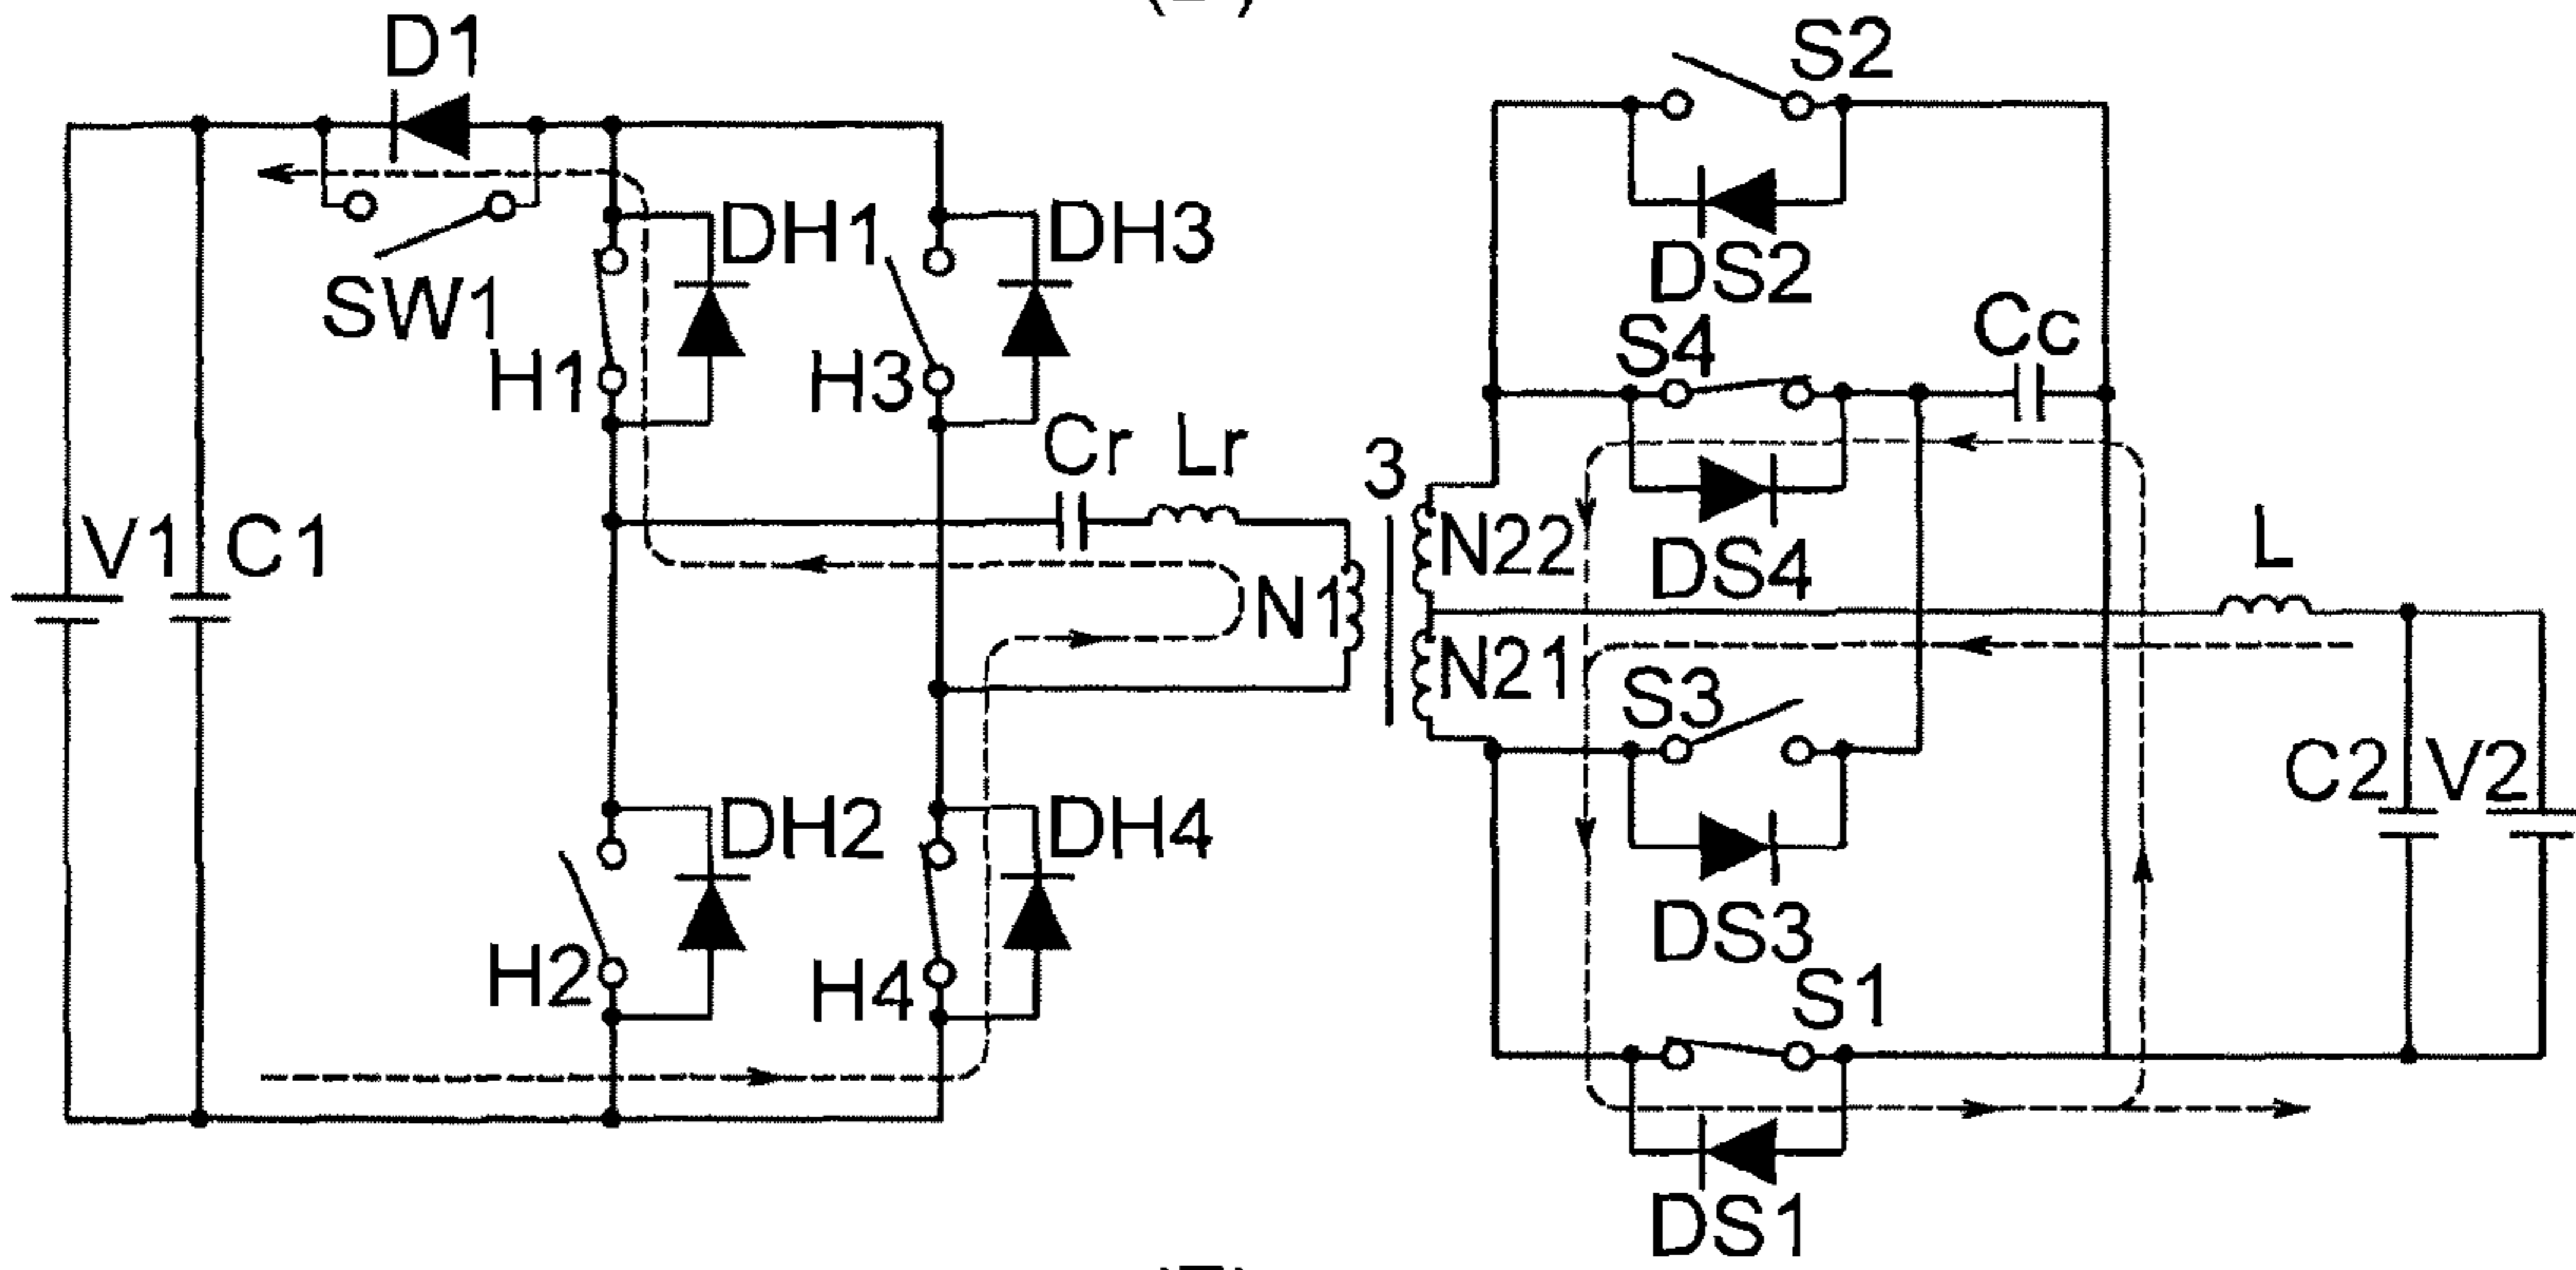 D1
S2
DH1
DH3
DS2
SW1
S4
Cc
H1
H3
Cr
Lr
3
V1
C1
N1
N22
DS4
L
N21
S3
DH2
DH4
C2
V2
DS3
H2
H4
S1
DS1